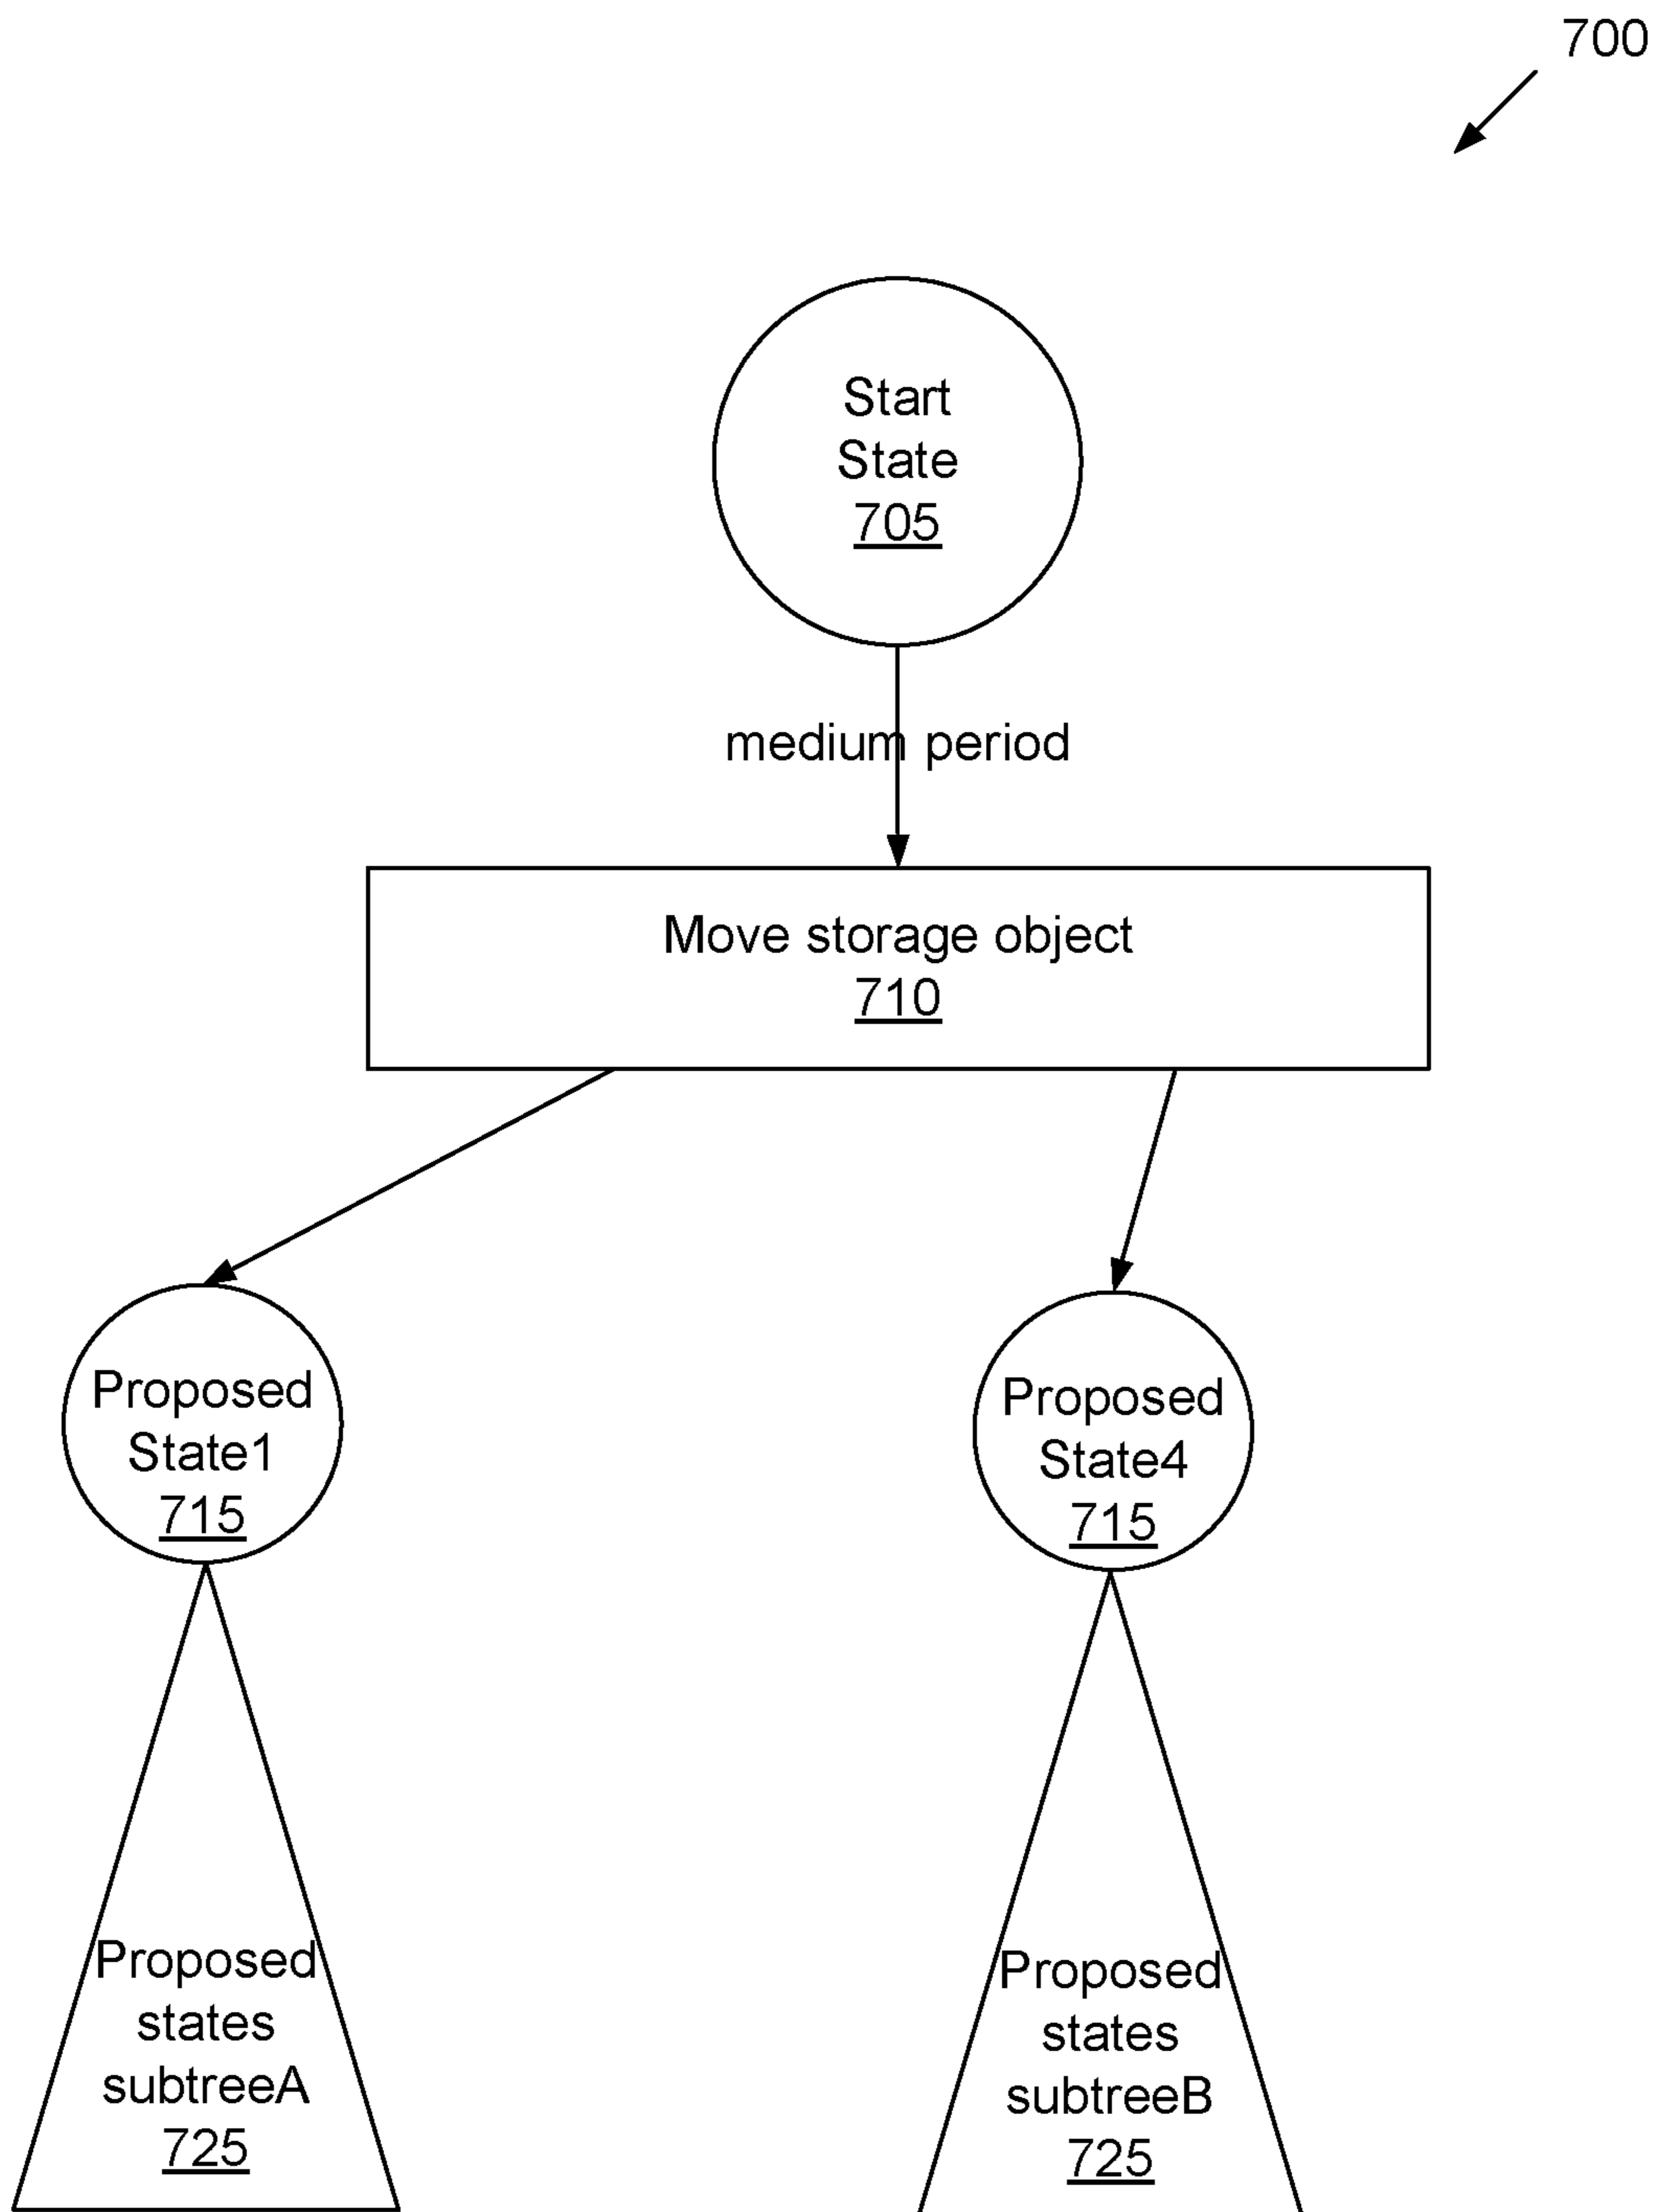 700
Start
State
705
medium period
Move storage object
710
Proposed
State1
715
Proposed
State4
715
Proposed
states
subtreeA
725
Proposed
states
subtreeB
725